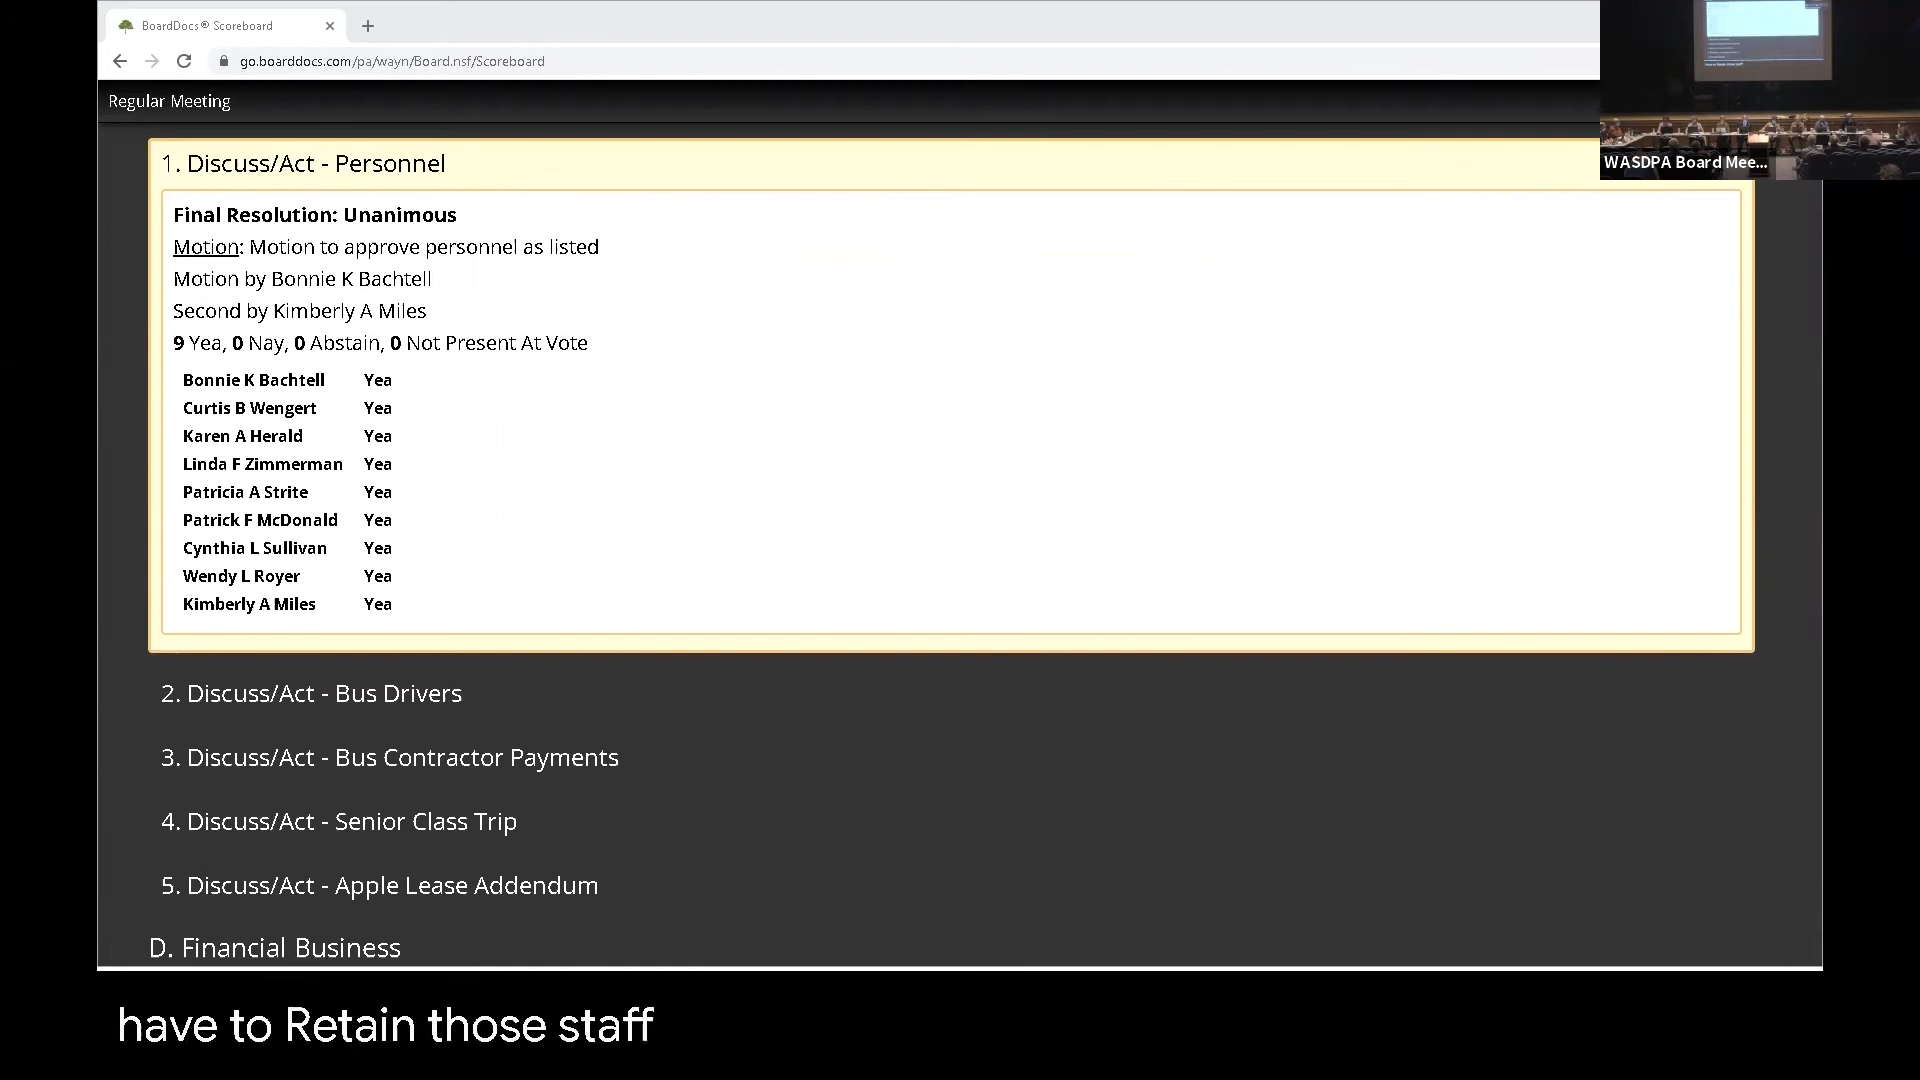 BoardDocs® Scoreboard
go.boarddocs.com/pa/wayn/Board.nsf/Scoreboard
Regular Meeting
WASDPA Board Mee...
1. Discuss/Act - Personnel
Final Resolution: Unanimous
Motion: Motion to approve personnel as listed
Motion by Bonnie K Bachtell
Second by Kimberly A Miles
9 Yea, 0 Nay, 0 Abstain, 0 Not Present At Vote
Bonnie K Bachtell Yea
Curtis B Wengert Yea
Karen A Herald Yea
Linda F Zimmerman Yea
Patricia A Strite Yea
Patrick F McDonald Yea
Cynthia L Sullivan Yea
Wendy L Royer Yea
Kimberly A Miles Yea
2. Discuss/Act - Bus Drivers
3. Discuss/Act - Bus Contractor Payments
4. Discuss/Act - Senior Class Trip
5. Discuss/Act - Apple Lease Addendum
D. Financial Business
have to Retain those staff